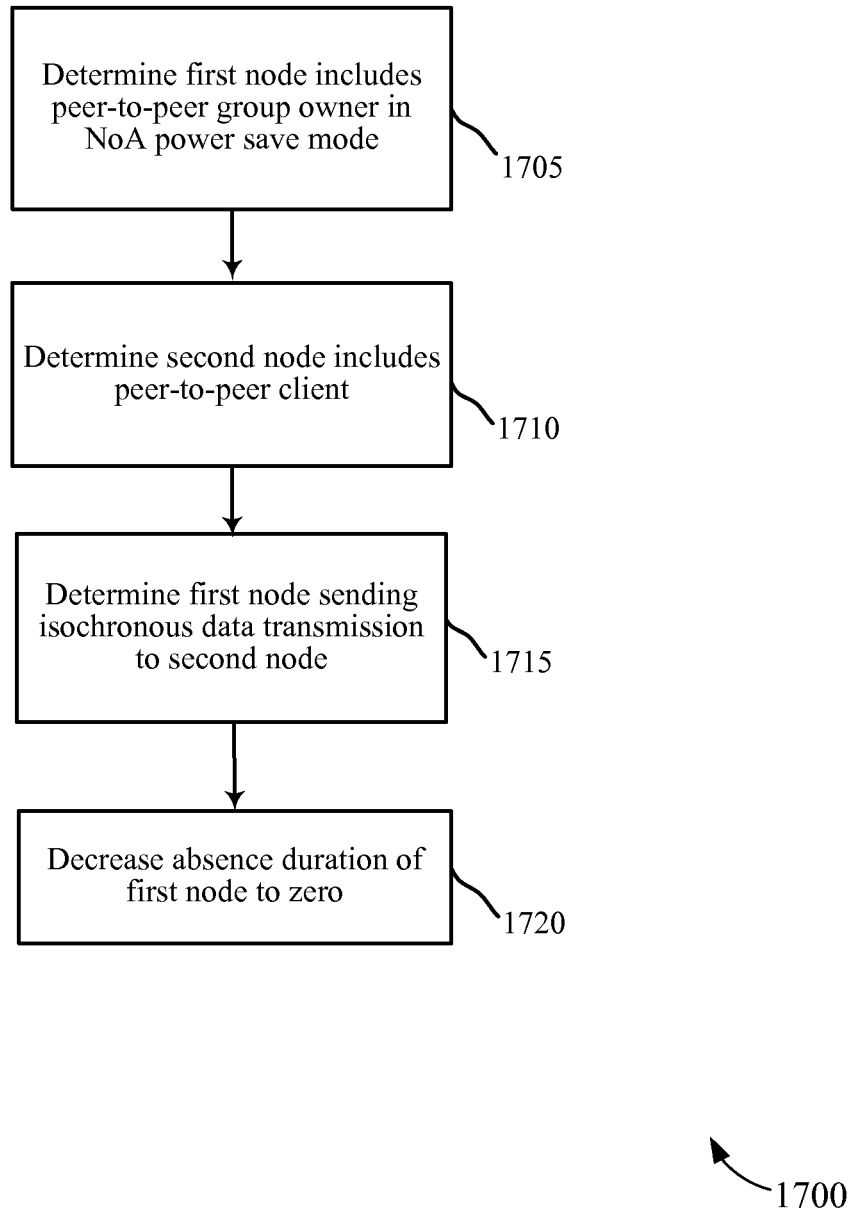 Determine first node includes
peer-to-peer group owner in
NoA power save mode
1705
Determine second node includes
peer-to-peer client
1710
Determine first node sending
isochronous data transmission
to second node
1715
Decrease absence duration of
first node to zero
1720
1700